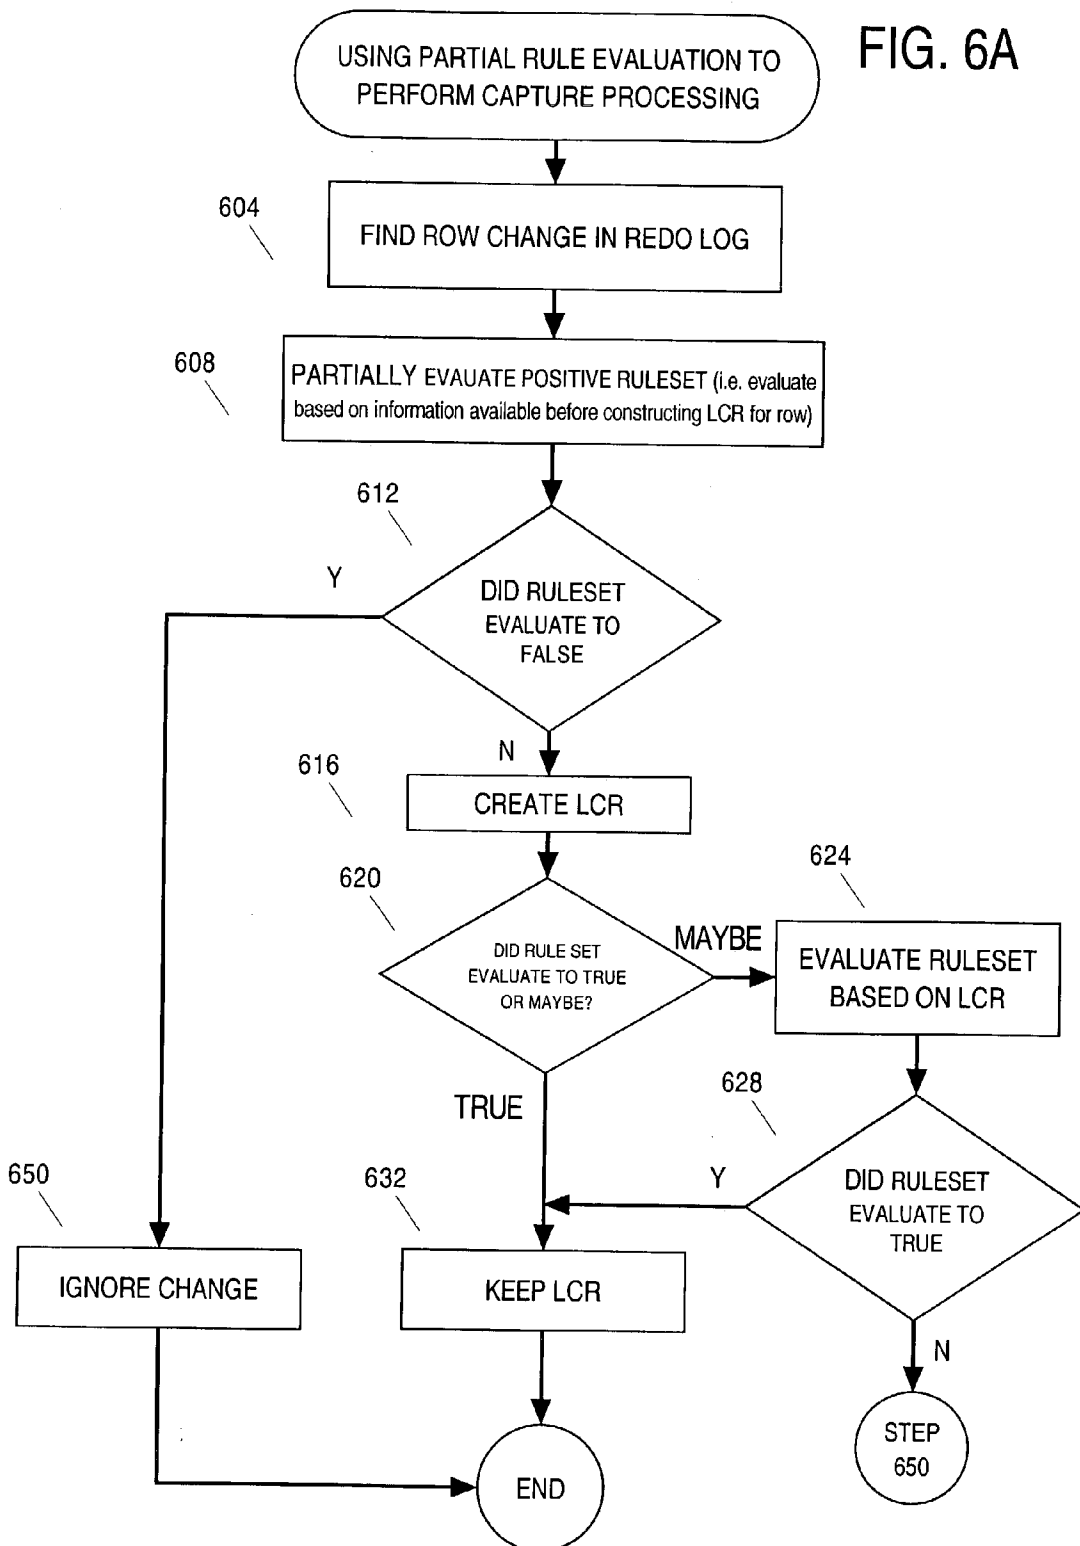 FIG. 6A
USING PARTIAL RULE EVALUATION TO
PERFORM CAPTURE PROCESSING
604
FIND ROW CHANGE IN REDO LOG
608
PARTIALLY EVAUATE POSITIVE RULESET (i.e. evaluate
based on information available before constructing LCR for row)
612
Y
DID RULESET
EVALUATE TO
FALSE
N
616
CREATE LCR
620
DID RULE SET
EVALUATE TO TRUE
OR MAYBE?
MAYBE
624
EVALUATE RULESET
BASED ON LCR
TRUE
628
Y
DID RULESET
EVALUATE TO
TRUE
650
IGNORE CHANGE
632
KEEP LCR
N
STEP
650
END